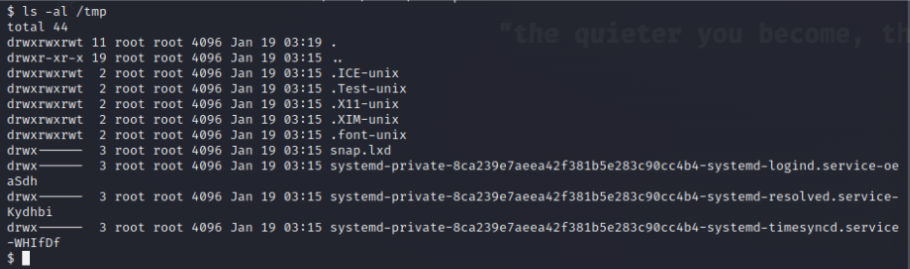 $ ls -al /tmp
total 44
"the quieter you become, th
drwxrwxrwt 11 root root 4096 Jan 19 03:19 .
drwxr-xr-x 19 root root 4096 Jan 19 03:15 ..
drwxrwxrwt  2 root root 4096 Jan 19 03:15 .ICE-unix
drwxrwxrwt  2 root root 4096 Jan 19 03:15 .Test-unix
drwxrwxrwt  2 root root 4096 Jan 19 03:15 .X11-unix
drwxrwxrwt  2 root root 4096 Jan 19 03:15 .XIM-unix
drwxrwxrwt  2 root root 4096 Jan 19 03:15 .font-unix
drwx------  3 root root 4096 Jan 19 03:15 snap.lxd
drwx------  3 root root 4096 Jan 19 03:15 systemd-private-8ca239e7aeea42f381b5e283c90cc4b4-systemd-logind.service-oe
aSdh
drwx------  3 root root 4096 Jan 19 03:15 systemd-private-8ca239e7aeea42f381b5e283c90cc4b4-systemd-resolved.service-
Kydhbi
drwx------  3 root root 4096 Jan 19 03:15 systemd-private-8ca239e7aeea42f381b5e283c90cc4b4-systemd-timesyncd.service
-WHIfDf
$